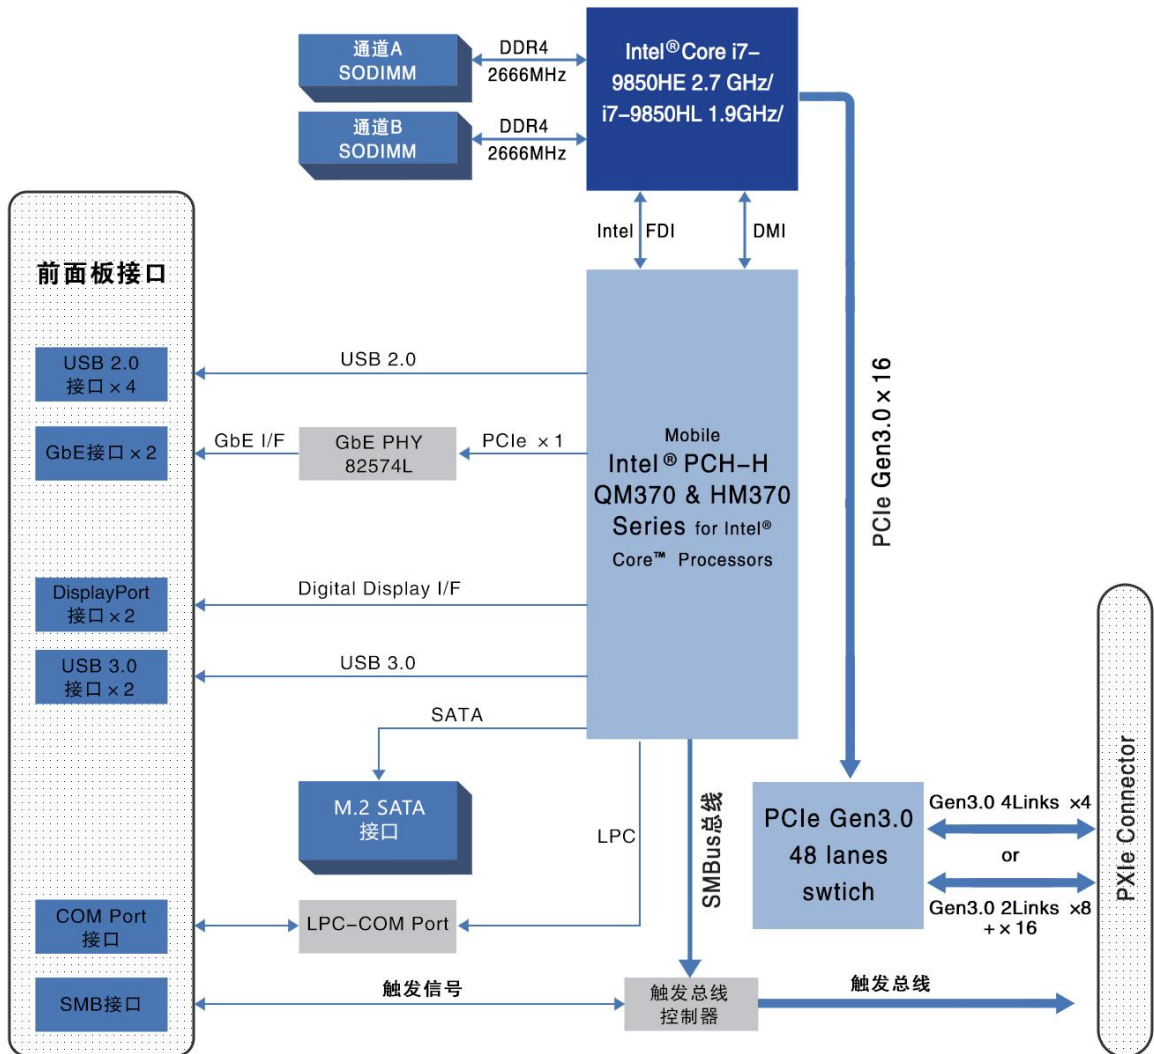 通道A
SODIMM
DDR4
2666MHz
Intel®Core i7-
9850HE 2.7 GHz/
i7-9850HL 1.9GHz/
通道B
SODIMM
DDR4
2666MHz
Intel FDI
DMI
前面板接口
USB 2.0
接口×4
USB 2.0
GbE接口×2
GbE I/F
GbE PHY
82574L
PCIe ×1
Mobile
Intel® PCH-H
QM370 & HM370
Series for Intel®
Core™ Processors
PCIe Gen3.0×16
DisplayPort
接口×2
Digital Display I/F
USB 3.0
接口×2
USB 3.0
SATA
M.2 SATA
接口
LPC
SMBus总线
PCIe Gen3.0
48 lanes
swtich
Gen3.0 4Links ×4
or
Gen3.0 2Links ×8
+×16
PXIe Connector
COM Port
接口
LPC-COM Port
SMB接口
触发信号
触发总线
控制器
触发总线